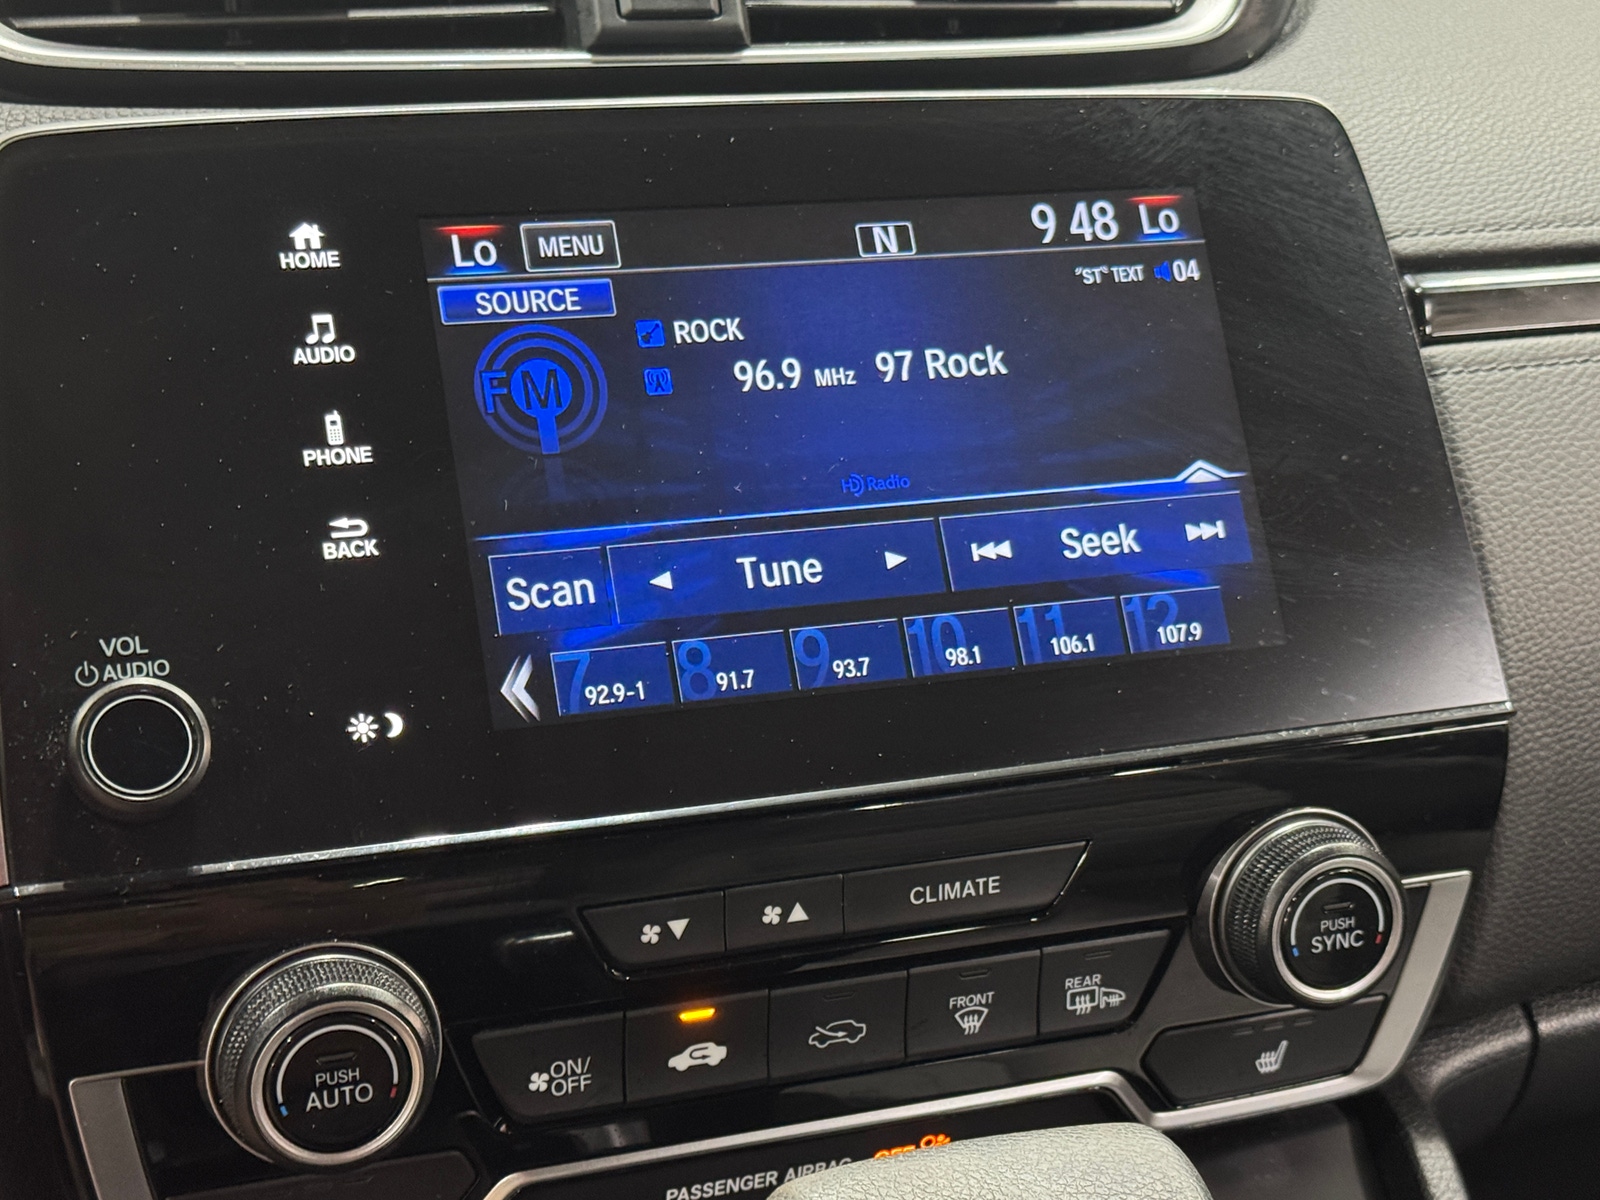 Lo MENU N 9 48 Lo
SOURCE "ST" TEXT 04
FM
ROCK
96.9 MHz 97 Rock
HD Radio
Scan Tune Seek
7 92.9-1 8 91.7 9 93.7 10 98.1 11 106.1 12 107.9
HOME
AUDIO
PHONE
BACK
VOL
AUDIO
CLIMATE
PUSH
SYNC
FRONT
REAR
ON/
OFF
PUSH
AUTO
PASSENGER AIRBAG OFF